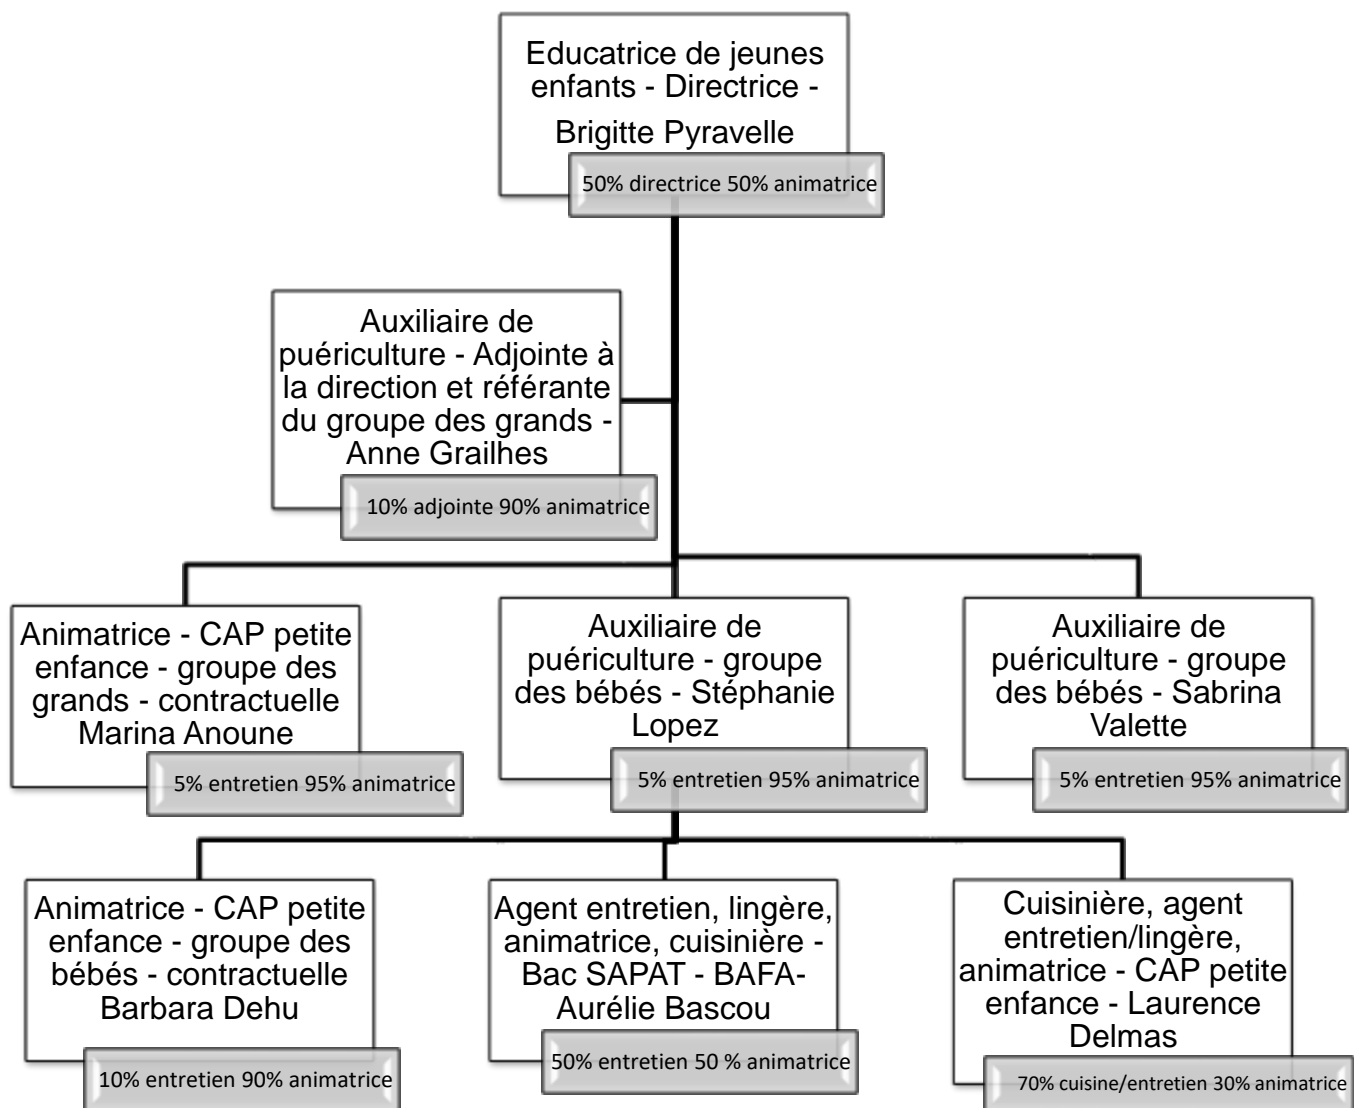 Educatrice de jeunes
enfants - Directrice -
Brigitte Pyravelle
50% directrice 50% animatrice
Auxiliaire de
puériculture - Adjointe à
la direction et référante
du groupe des grands -
Anne Grailhes
10% adjointe 90% animatrice
Animatrice - CAP petite
enfance - groupe des
grands - contractuelle
Marina Anoune
5% entretien 95% animatrice
Auxiliaire de
puériculture - groupe
des bébés - Stéphanie
Lopez
5% entretien 95% animatrice
Auxiliaire de
puériculture - groupe
des bébés - Sabrina
Valette
5% entretien 95% animatrice
Animatrice - CAP petite
enfance - groupe des
bébés - contractuelle
Barbara Dehu
10% entretien 90% animatrice
Agent entretien, lingère,
animatrice, cuisinière -
Bac SAPAT - BAFA-
Aurélie Bascou
50% entretien 50 % animatrice
Cuisinière, agent
entretien/lingère,
animatrice - CAP petite
enfance - Laurence
Delmas
70% cuisine/entretien 30% animatrice